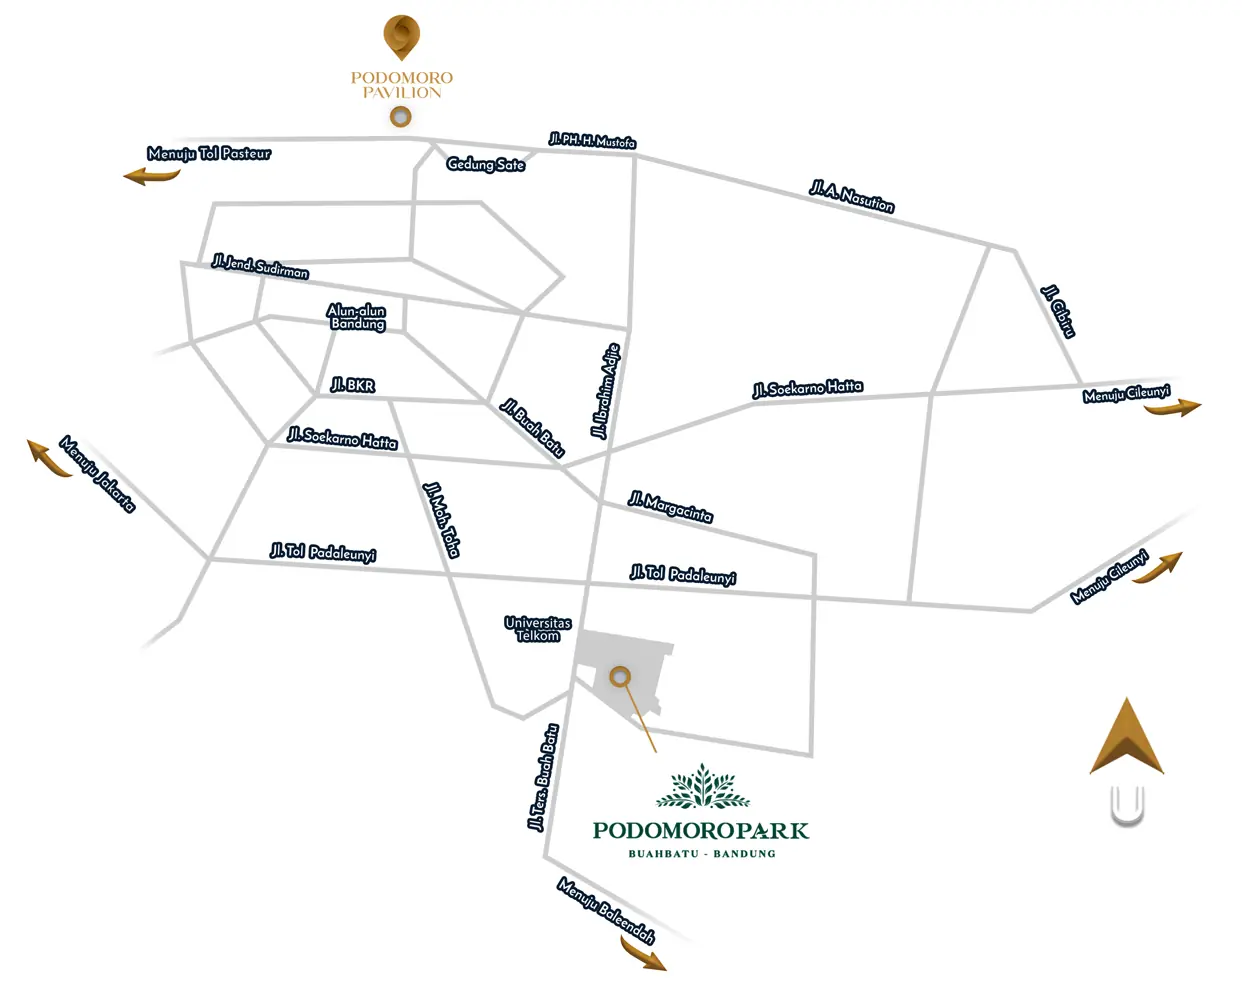 PODOMORO
PAVILION
Jl. PH. H. Mustofa
Menuju Tol Pasteur
Gedung Sate
Jl. A. Nasution
Jl. Jend. Sudirman
Alun-alun
Bandung
Jl. Cibiru
Jl. BKR
Jl. Ibrahim Adjie
Jl. Soekarno Hatta
Menuju Cileunyi
Jl. Buah Batu
Jl. Soekarno Hatta
Menuju Jakarta
Jl. Moh. Toha
Jl. Margacinta
Jl. Tol Padaleunyi
Jl. Tol Padaleunyi
Menuju Cileunyi
Universitas
Telkom
Jl. Ters. Buah Batu
U
PODOMOROPARK
BUAHBATU - BANDUNG
Menuju Baleendah